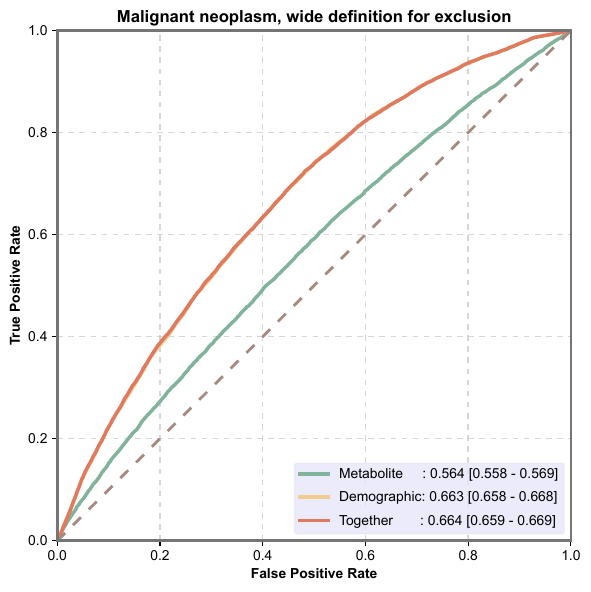 Malignant neoplasm, wide definition for exclusion
1.0
0.8
0.6
0.4
0.2
0.0
True Positive Rate
Metabolite : 0.564 [0.558 - 0.569]
Demographic: 0.663 [0.658 - 0.668]
Together : 0.664 [0.659 - 0.669]
0.0 0.2 0.4 0.6 0.8 1.0
False Positive Rate